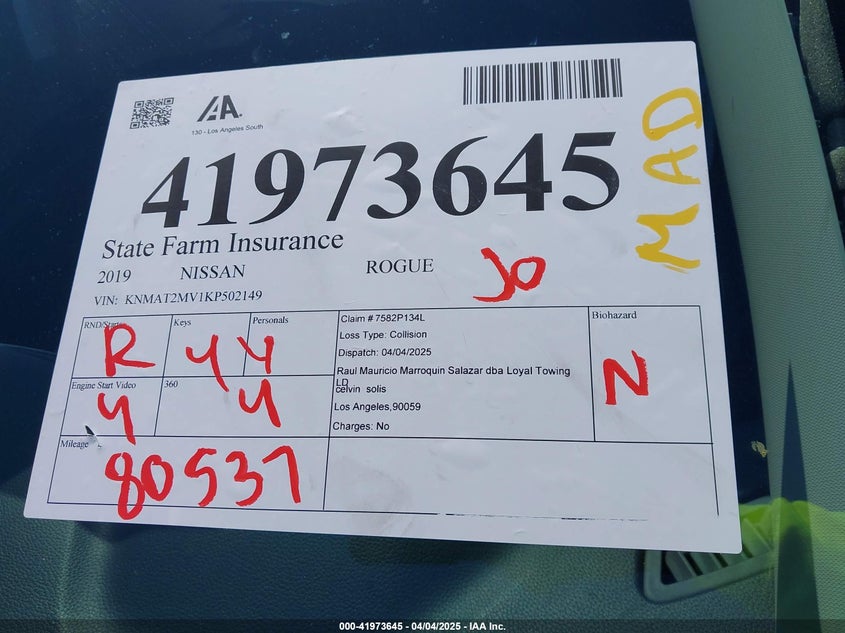 IAA.
130 - Los Angeles South
41973645
State Farm Insurance
2019 NISSAN ROGUE
JO
MAD
VIN: KNMAT2MV1KP502149
RND/Starts
R
Keys
Y
Personals
Y
Engine Start Video
Y
360
Y
Mileage
80537
Claim #7582P134L
Loss Type: Collision
Dispatch: 04/04/2025
Raul Mauricio Marroquin Salazar dba Loyal Towing
LD
celvin solis
Los Angeles,90059
Charges: No
Biohazard
N
000-41973645 - 04/04/2025 - IAA Inc.